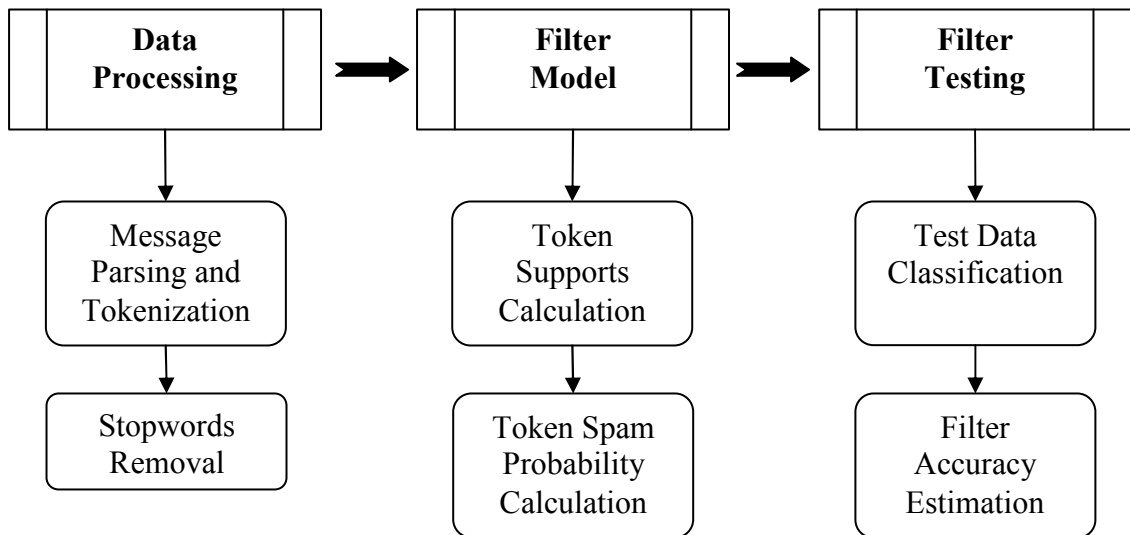 Data
Processing
Filter
Model
Filter
Testing
Message
Parsing and
Tokenization
Token
Supports
Calculation
Test Data
Classification
Stopwords
Removal
Token Spam
Probability
Calculation
Filter
Accuracy
Estimation